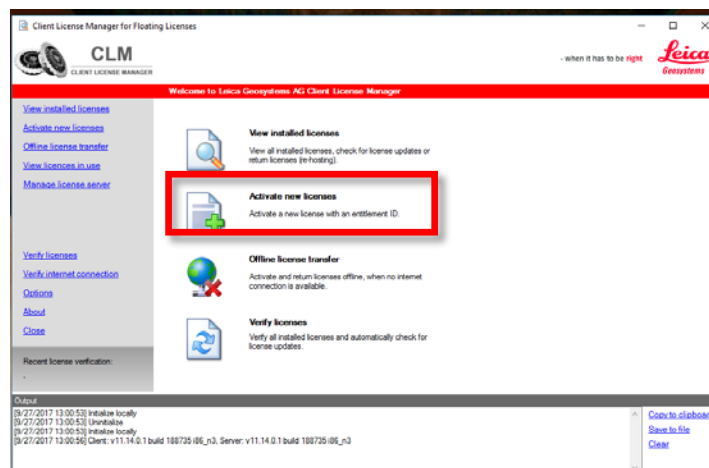 Client License Manager for Floating Licenses
CLM
CLIENT LICENSE MANAGER
- when it has to be right
Leica
Geosystems
Welcome to Leica Geosystems AG Client License Manager
View installed licenses
Activate new licenses
Offline license transfer
View licences in use
Manage license server
Verify licenses
Verify internet connection
Options
About
Close
Recent license verification:
-
View installed licenses
View all installed licenses, check for license updates or
return licenses (re-hosting).
Activate new licenses
Activate a new license with an entitlement ID.
Offline license transfer
Activate and return licenses offline, when no internet
connection is available.
Verify licenses
Verify all installed licenses and automatically check for
license updates.
Output
[9/27/2017 13:00:53] Initialize locally
[9/27/2017 13:00:53] Uninitialize
[9/27/2017 13:00:53] Initialize locally
[9/27/2017 13:00:56] Client: v11.14.0.1 build 188735 i86_n3, Server: v11.14.0.1 build 188735 i86_n3
Copy to clipboar
Save to file
Clear